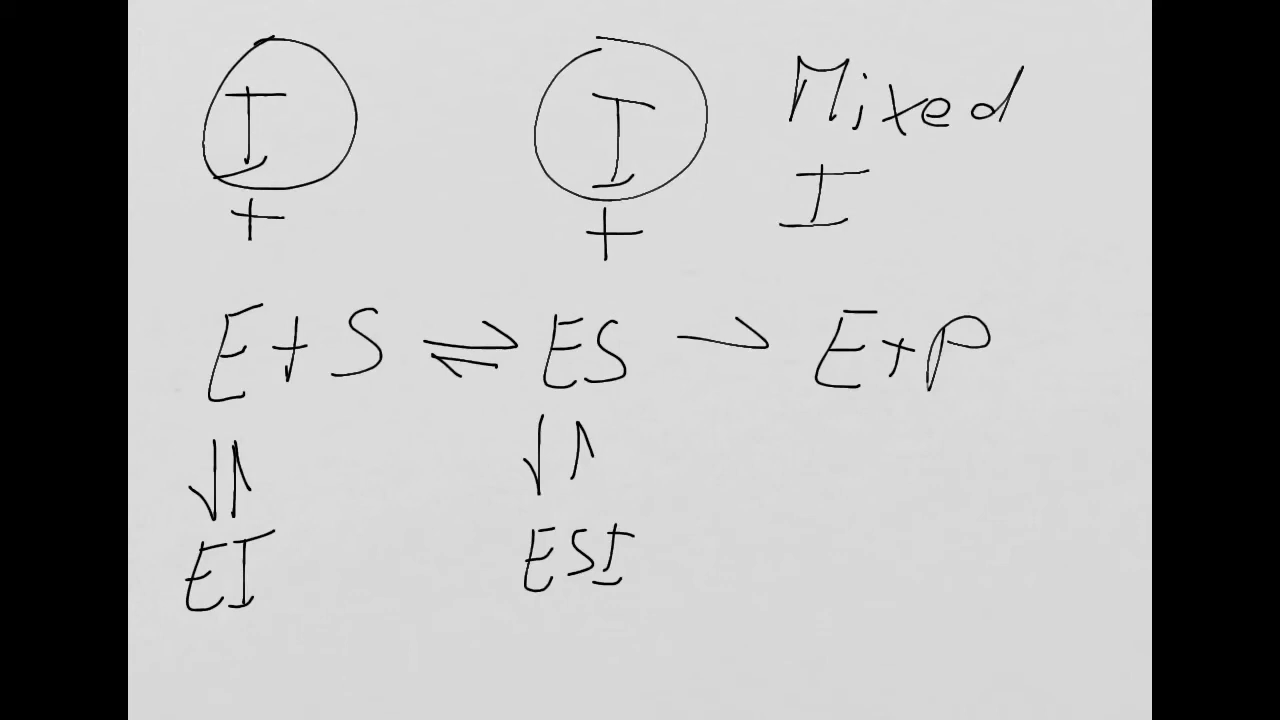 I I Mixed
I
+ +
E + S ⇌ ES → E + P
⇃↾ ⇃↾
EI ESI